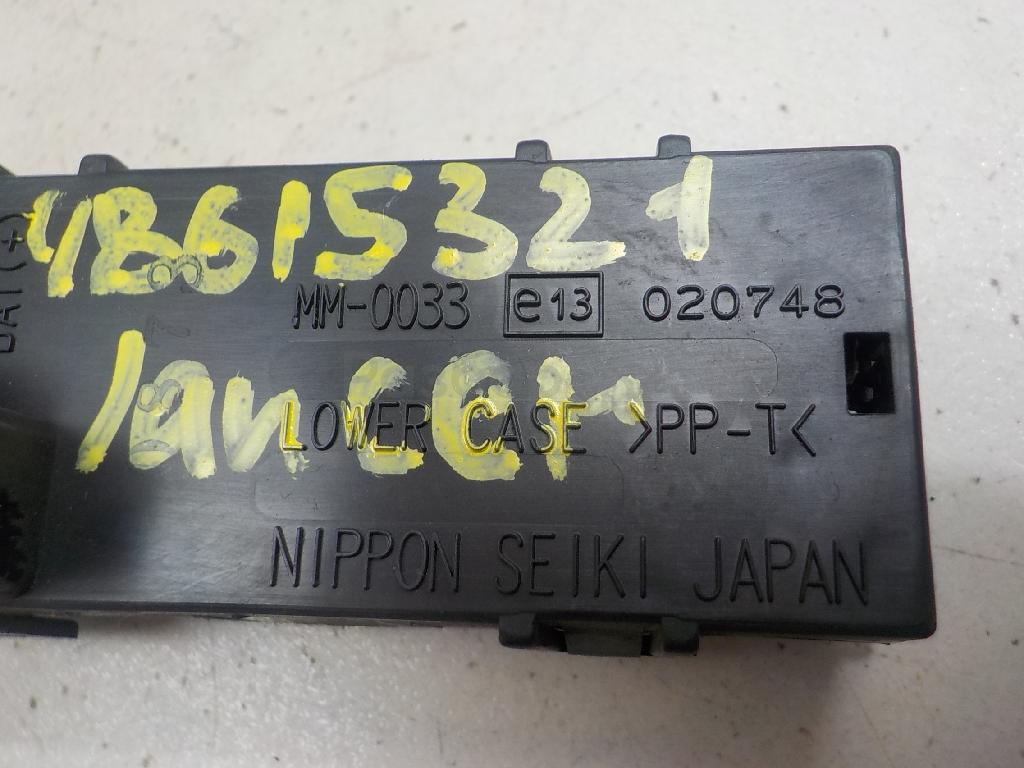 4B615321
MM-0033 e13 020748
lancer
LOWER CASE >PP-T<
NIPPON SEIKI JAPAN